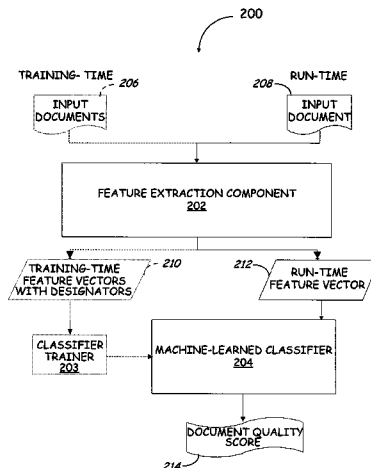 200
TRAINING- TIME
206
INPUT
DOCUMENTS
RUN-TIME
208
INPUT
DOCUMENT
FEATURE EXTRACTION COMPONENT
202
TRAINING-TIME
FEATURE VECTORS
WITH DESIGNATORS
210
212
RUN-TIME
FEATURE VECTOR
CLASSIFIER
TRAINER
203
MACHINE-LEARNED CLASSIFIER
204
DOCUMENT QUALITY
SCORE
214